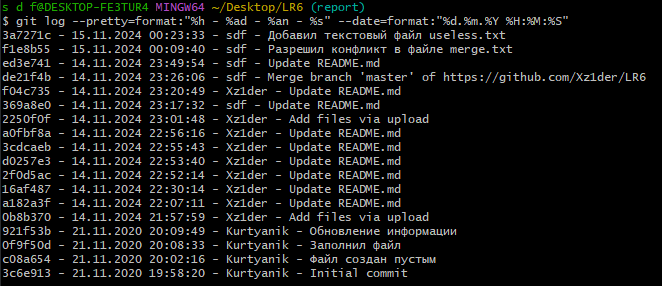 s d f@DESKTOP-FE3TUR4 MINGW64 ~/Desktop/LR6 (report)
$ git log --pretty=format:"%h - %ad - %an - %s" --date=format:"%d.%m.%Y %H:%M:%S"
3a7271c - 15.11.2024 00:23:33 - sdf - Добавил текстовый файл useless.txt
f1e8b55 - 15.11.2024 00:09:40 - sdf - Разрешил конфликт в файле merge.txt
ed3e741 - 14.11.2024 23:49:54 - sdf - Update README.md
de21f4b - 14.11.2024 23:26:06 - sdf - Merge branch 'master' of https://github.com/Xz1der/LR6
f04c735 - 14.11.2024 23:20:49 - Xz1der - Update README.md
369a8e0 - 14.11.2024 23:17:32 - sdf - Update README.md
2250f0f - 14.11.2024 23:01:48 - Xz1der - Add files via upload
a0fbf8a - 14.11.2024 22:56:16 - Xz1der - Update README.md
3cdcaeb - 14.11.2024 22:55:43 - Xz1der - Update README.md
d0257e3 - 14.11.2024 22:53:40 - Xz1der - Update README.md
2f0d5ac - 14.11.2024 22:52:14 - Xz1der - Update README.md
16af487 - 14.11.2024 22:30:14 - Xz1der - Update README.md
a182a3f - 14.11.2024 22:07:11 - Xz1der - Update README.md
0b8b370 - 14.11.2024 21:57:59 - Xz1der - Add files via upload
921f53b - 21.11.2020 20:09:49 - Kurtyanik - Обновление информации
0f9f50d - 21.11.2020 20:08:33 - Kurtyanik - Заполнил файл
c08a654 - 21.11.2020 20:02:16 - Kurtyanik - Файл создан пустым
3c6e913 - 21.11.2020 19:58:20 - Kurtyanik - Initial commit